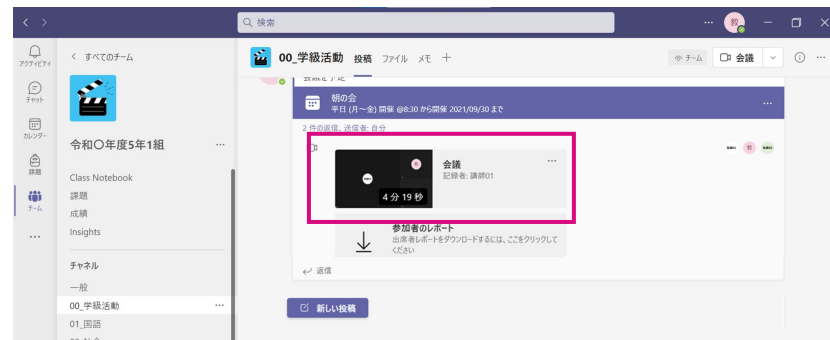 検索
教
アクティビティ
チャット
カレンダー
課題
チーム
すべてのチーム
令和〇年度5年1組
Class Notebook
課題
成績
Insights
チャネル
一般
00_学級活動
01_国語
00_学級活動 投稿 ファイル メモ
チーム
会議
朝の会
平日 (月～金) 開催 @8:30 から開催 2021/09/30 まで
2 件の返信、送信者: 自分
教
会議
記録者: 講師01
4 分 19 秒
教
参加者のレポート
出席者レポートをダウンロードするには、ここをクリックして
ください
返信
新しい投稿